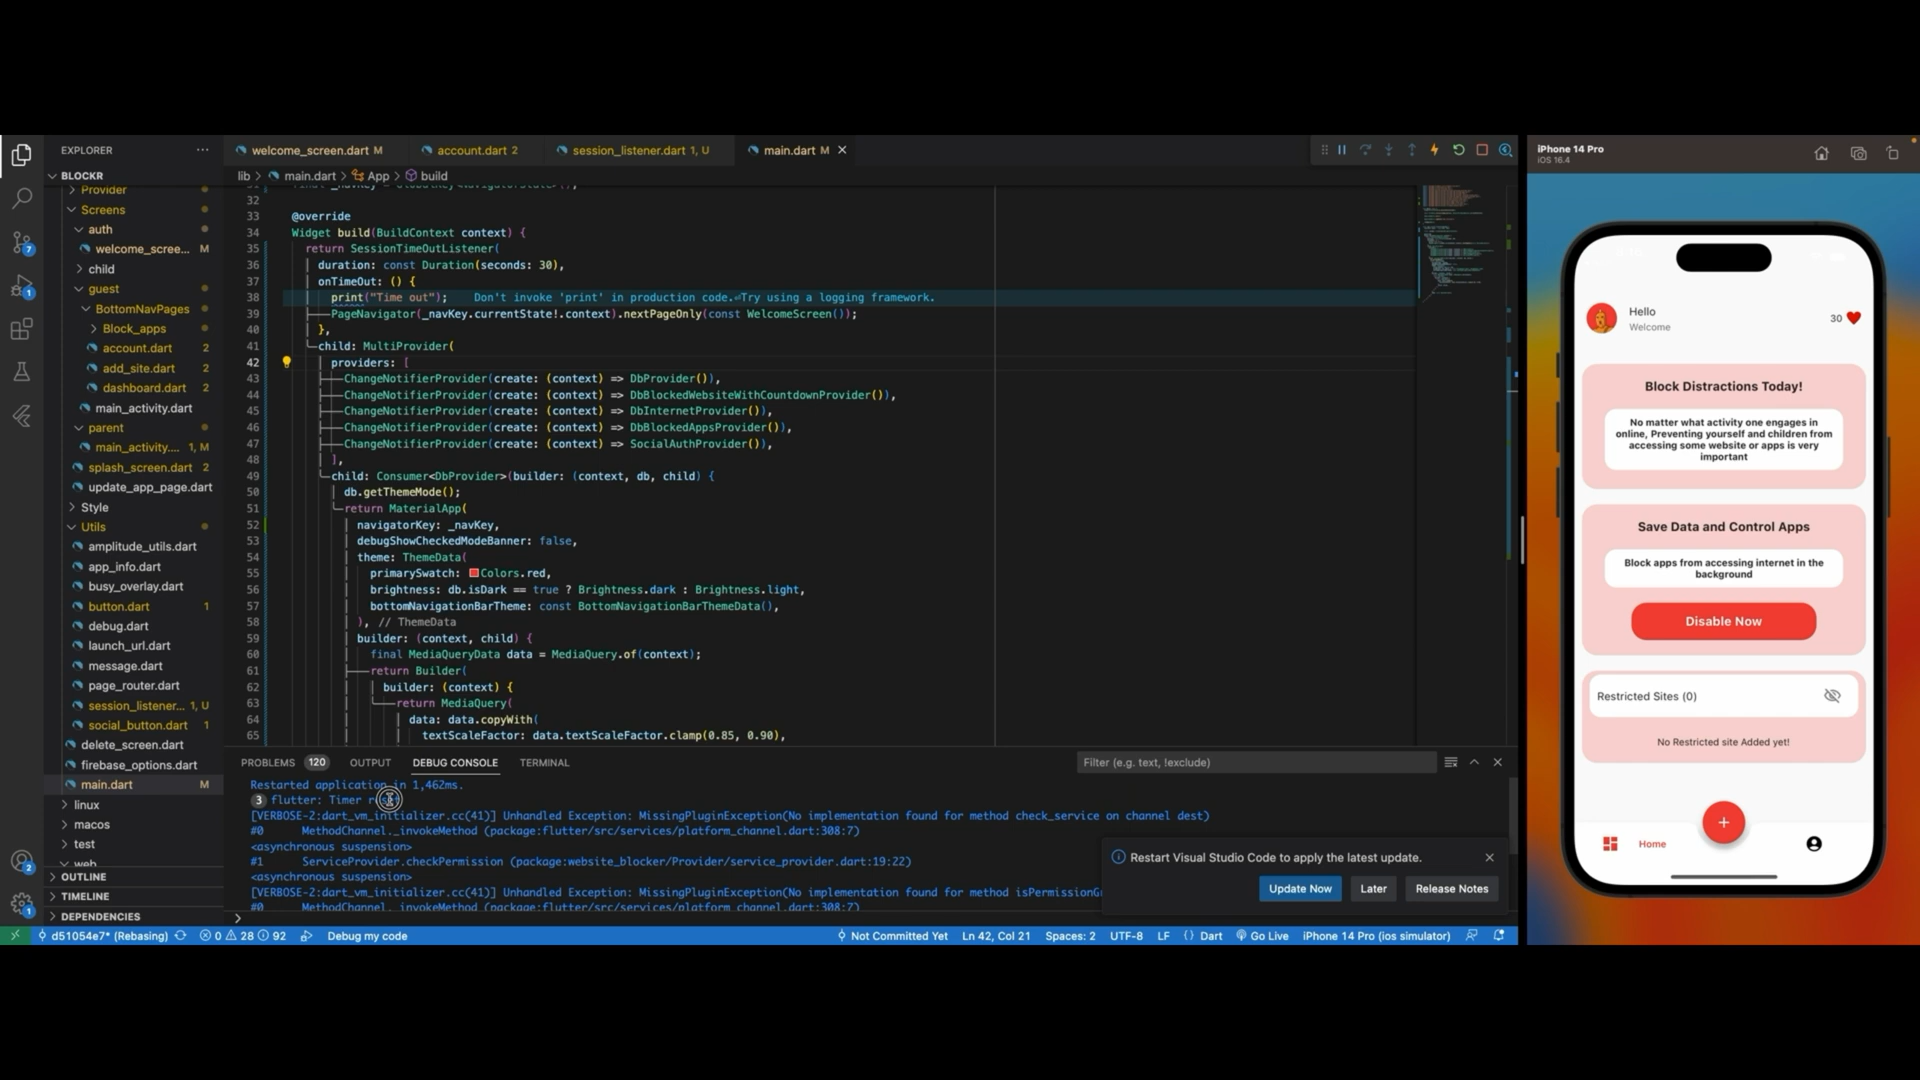 EXPLORER
BLOCKR
Provider
Screens
auth
welcome_scree... M
child
guest
BottomNavPages
Block_apps
account.dart 2
add_site.dart 2
dashboard.dart 2
main_activity.dart
parent
main_activity.... 1, M
splash_screen.dart 2
update_app_page.dart
Style
Utils
amplitude_utils.dart
app_info.dart
busy_overlay.dart
button.dart 1
debug.dart
launch_url.dart
message.dart
page_router.dart
session_listener... 1, U
social_button.dart 1
delete_screen.dart
firebase_options.dart
main.dart M
linux
macos
test
web
OUTLINE
TIMELINE
DEPENDENCIES
7
1
2
1
welcome_screen.dart M
account.dart 2
session_listener.dart 1, U
main.dart M
lib > main.dart > App > build
32
33 @override
34 Widget build(BuildContext context) {
35 return SessionTimeOutListener(
36 duration: const Duration(seconds: 30),
37 onTimeOut: () {
38 print("Time out"); Don't invoke 'print' in production code.⏎Try using a logging framework.
39 PageNavigator(_navKey.currentState!.context).nextPageOnly(const WelcomeScreen());
40 },
41 child: MultiProvider(
42 providers: [
43 ChangeNotifierProvider(create: (context) => DbProvider()),
44 ChangeNotifierProvider(create: (context) => DbBlockedWebsiteWithCountdownProvider()),
45 ChangeNotifierProvider(create: (context) => DbInternetProvider()),
46 ChangeNotifierProvider(create: (context) => DbBlockedAppsProvider()),
47 ChangeNotifierProvider(create: (context) => SocialAuthProvider()),
48 ],
49 child: Consumer<DbProvider>(builder: (context, db, child) {
50 db.getThemeMode();
51 return MaterialApp(
52 navigatorKey: _navKey,
53 debugShowCheckedModeBanner: false,
54 theme: ThemeData(
55 primarySwatch: Colors.red,
56 brightness: db.isDark == true ? Brightness.dark : Brightness.light,
57 bottomNavigationBarTheme: const BottomNavigationBarThemeData(),
58 ), // ThemeData
59 builder: (context, child) {
60 final MediaQueryData data = MediaQuery.of(context);
61 return Builder(
62 builder: (context) {
63 return MediaQuery(
64 data: data.copyWith(
65 textScaleFactor: data.textScaleFactor.clamp(0.85, 0.90),
PROBLEMS 120 OUTPUT DEBUG CONSOLE TERMINAL
Filter (e.g. text, !exclude)
Restarted application in 1,462ms.
3 flutter: Timer
[VERBOSE-2:dart_vm_initializer.cc(41)] Unhandled Exception: MissingPluginException(No implementation found for method check_service on channel dest)
#0 MethodChannel._invokeMethod (package:flutter/src/services/platform_channel.dart:308:7)
<asynchronous suspension>
#1 ServiceProvider.checkPermission (package:website_blocker/Provider/service_provider.dart:19:22)
<asynchronous suspension>
[VERBOSE-2:dart_vm_initializer.cc(41)] Unhandled Exception: MissingPluginException(No implementation found for method isPermissionG
#0 MethodChannel._invokeMethod (package:flutter/src/services/platform_channel.dart:308:7)
Restart Visual Studio Code to apply the latest update.
Update Now Later Release Notes
d51054e7* (Rebasing) 0 28 92 Debug my code
Not Committed Yet Ln 42, Col 21 Spaces: 2 UTF-8 LF {} Dart Go Live iPhone 14 Pro (ios simulator)
iPhone 14 Pro
iOS 16.4
Hello
Welcome
30
Block Distractions Today!
No matter what activity one engages in
online, Preventing yourself and children from
accessing some website or apps is very
important
Save Data and Control Apps
Block apps from accessing internet in the
background
Disable Now
Restricted Sites (0)
No Restricted site Added yet!
Home